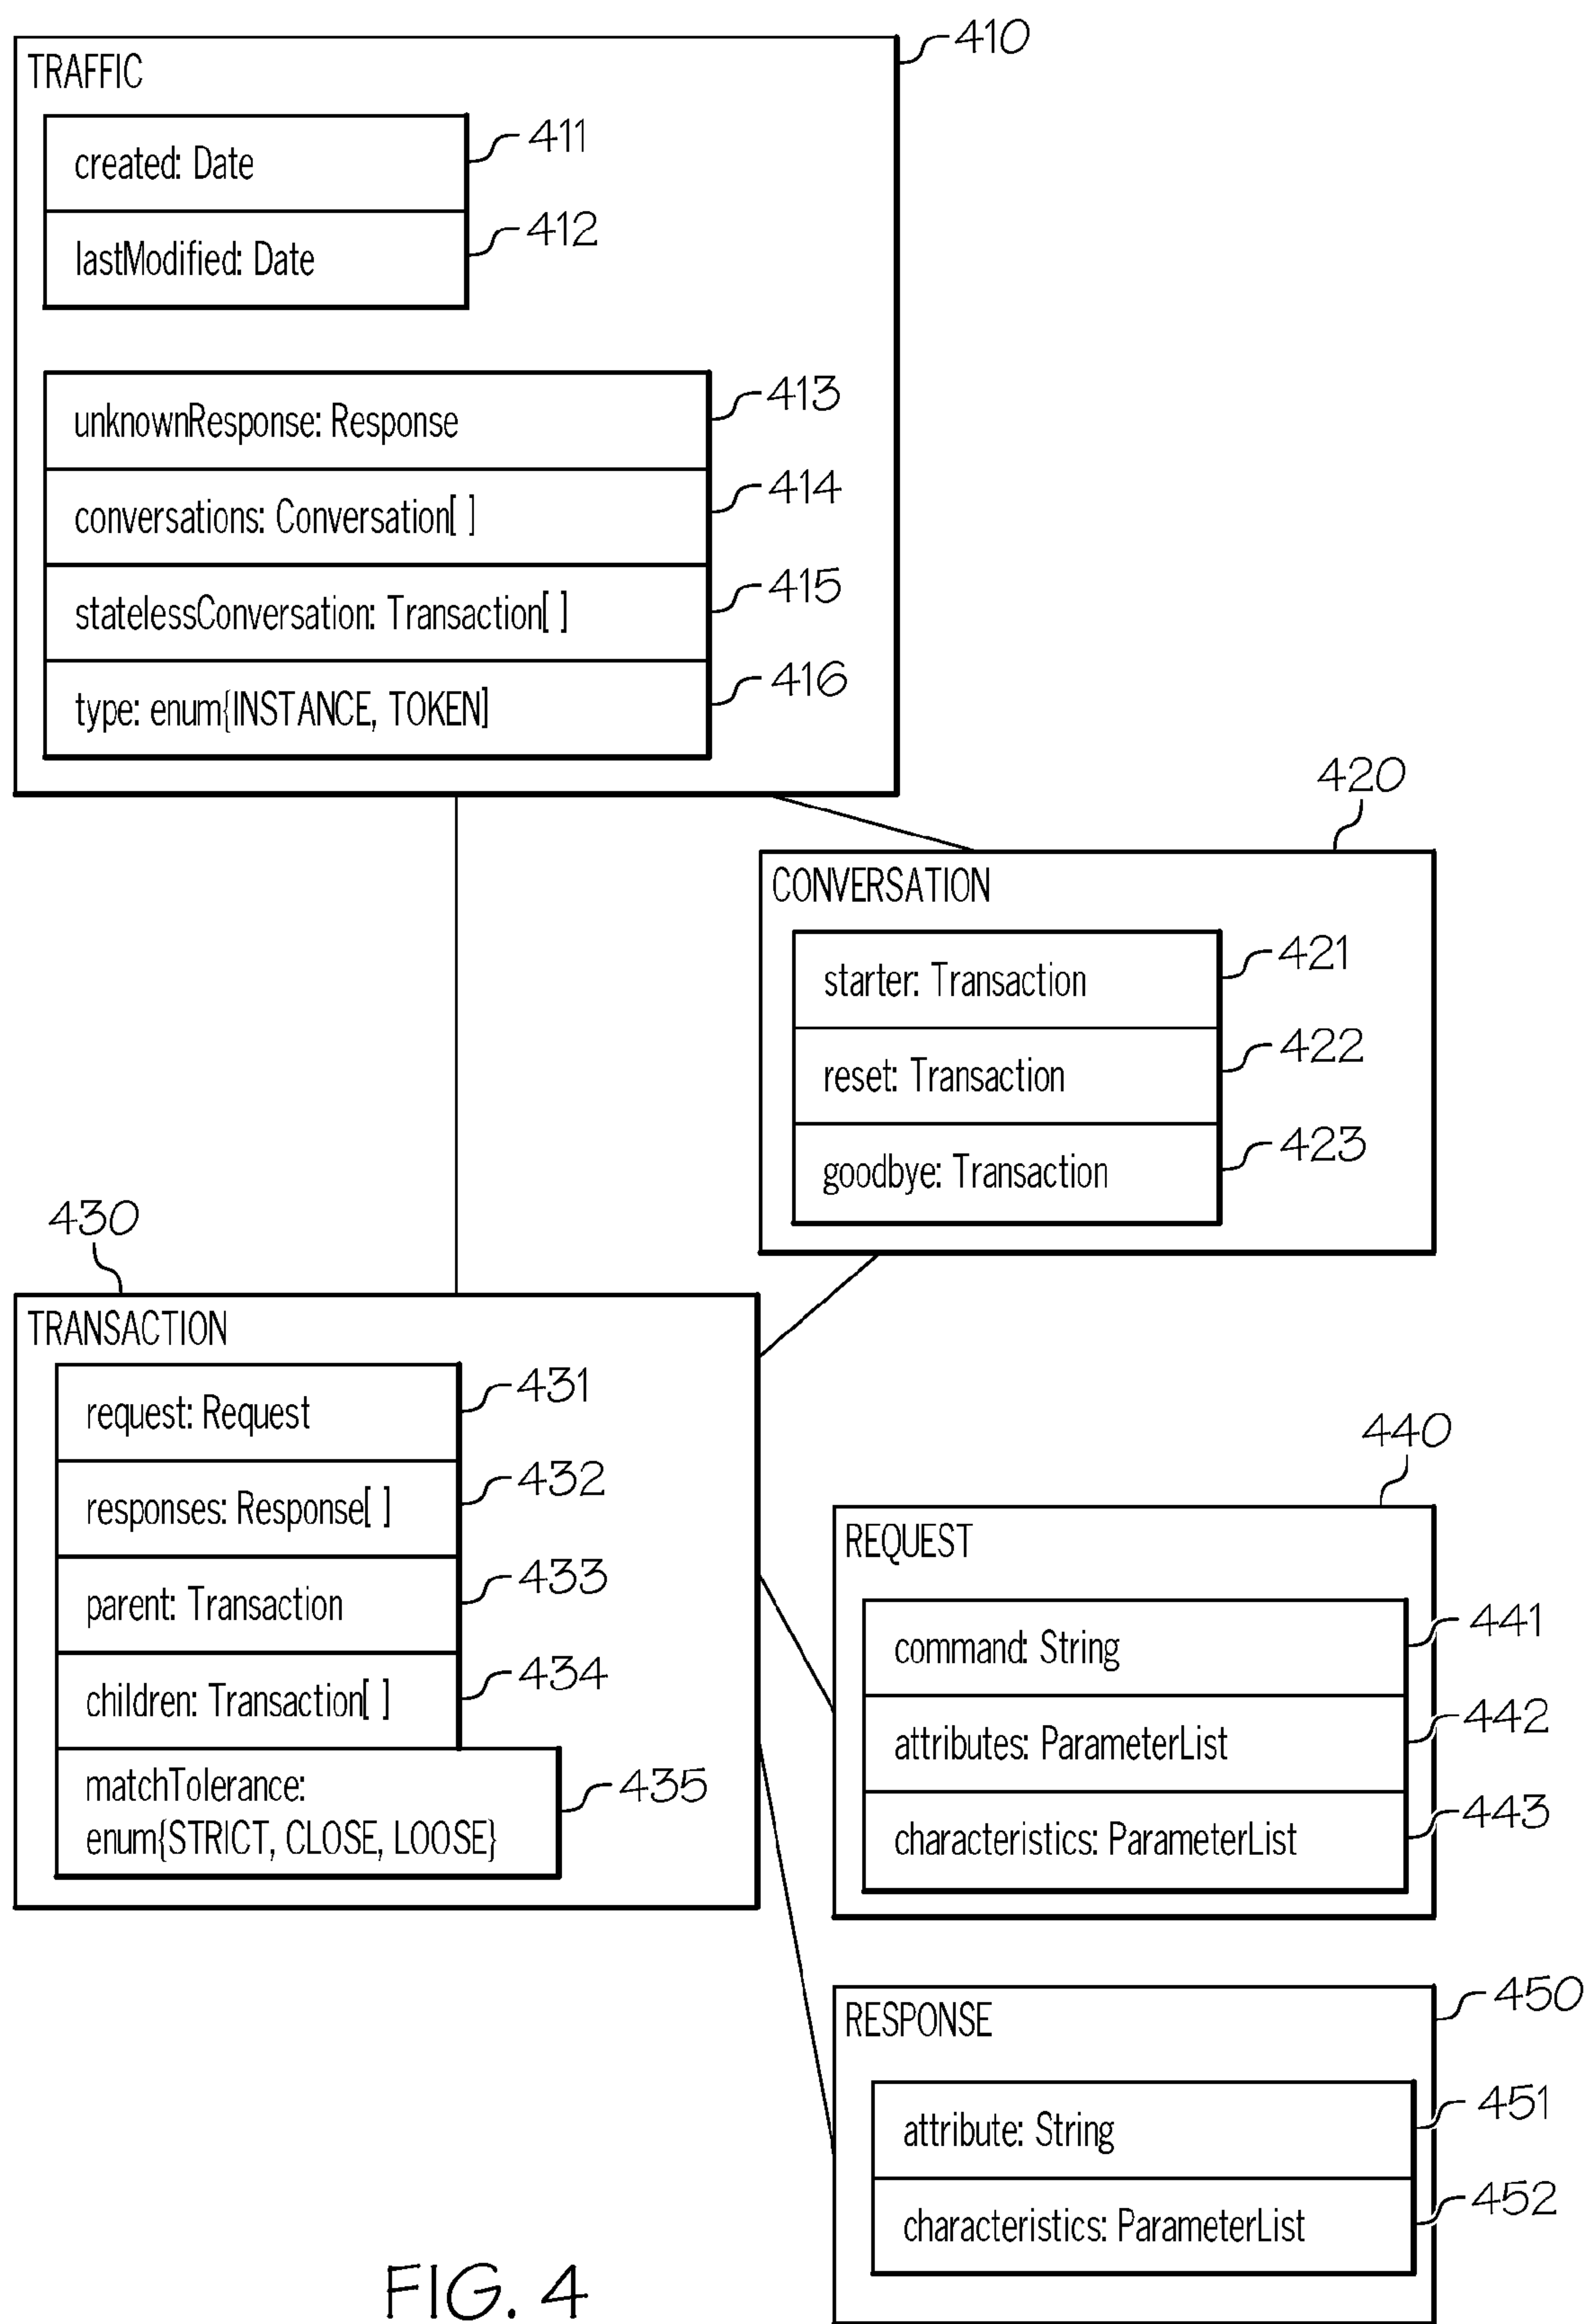 410
TRAFFIC
created: Date
411
lastModified: Date
412
unknownResponse: Response
413
conversations: Conversation[ ]
414
statelessConversation: Transaction[ ]
415
type: enum{INSTANCE, TOKEN]
416
420
CONVERSATION
starter: Transaction
421
reset: Transaction
422
goodbye: Transaction
423
430
TRANSACTION
request: Request
431
responses: Response[ ]
432
parent: Transaction
433
children: Transaction[ ]
434
matchTolerance:
enum{STRICT, CLOSE, LOOSE}
435
440
REQUEST
command: String
441
attributes: ParameterList
442
characteristics: ParameterList
443
450
RESPONSE
attribute: String
451
characteristics: ParameterList
452
FIG. 4